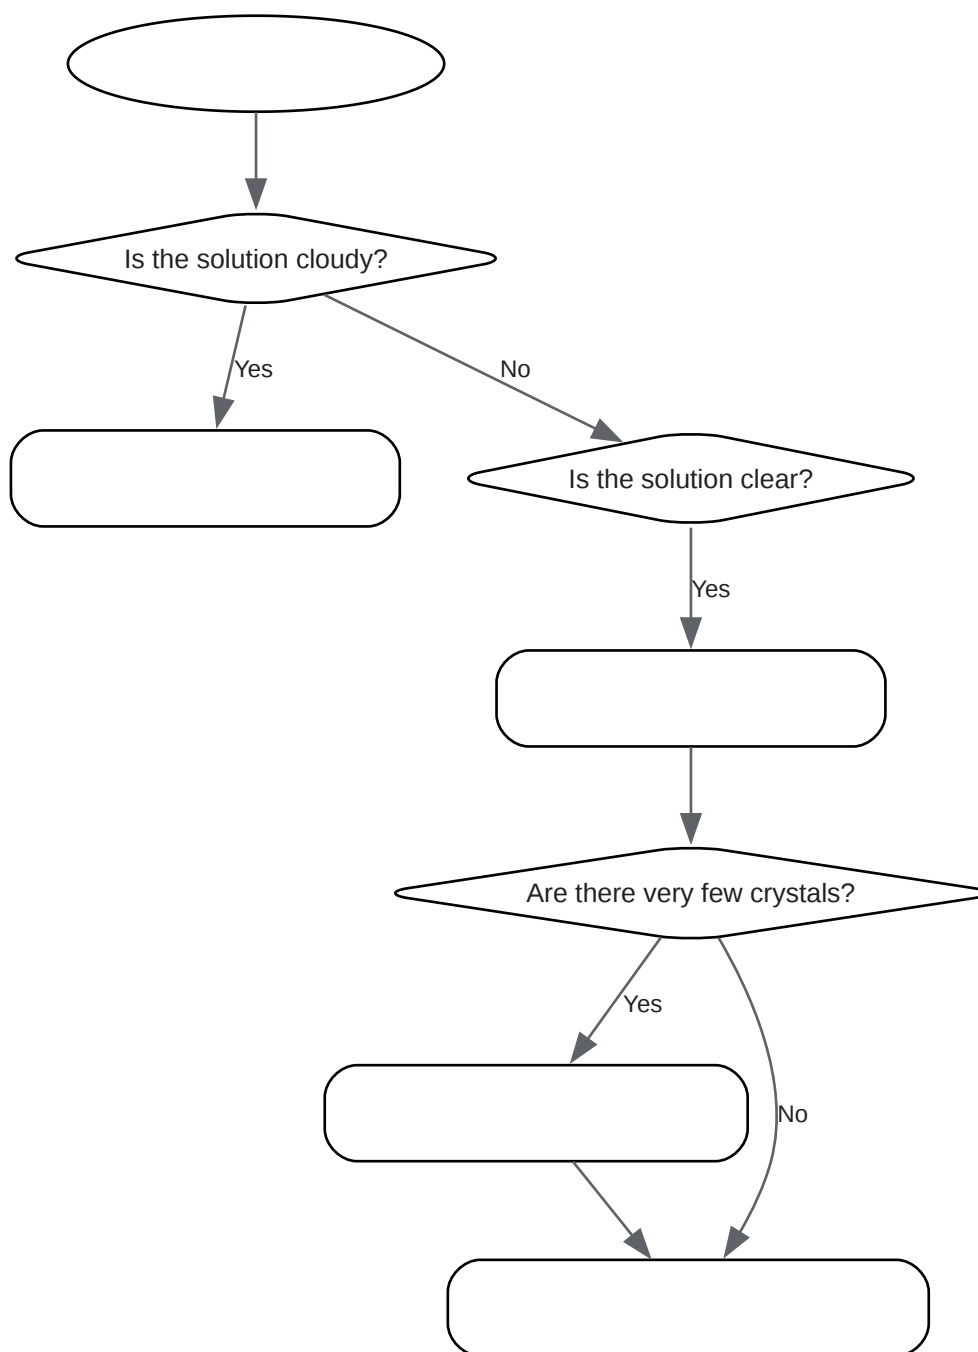 Is the solution cloudy?
Yes
No
Is the solution clear?
Yes
Are there very few crystals?
Yes
No